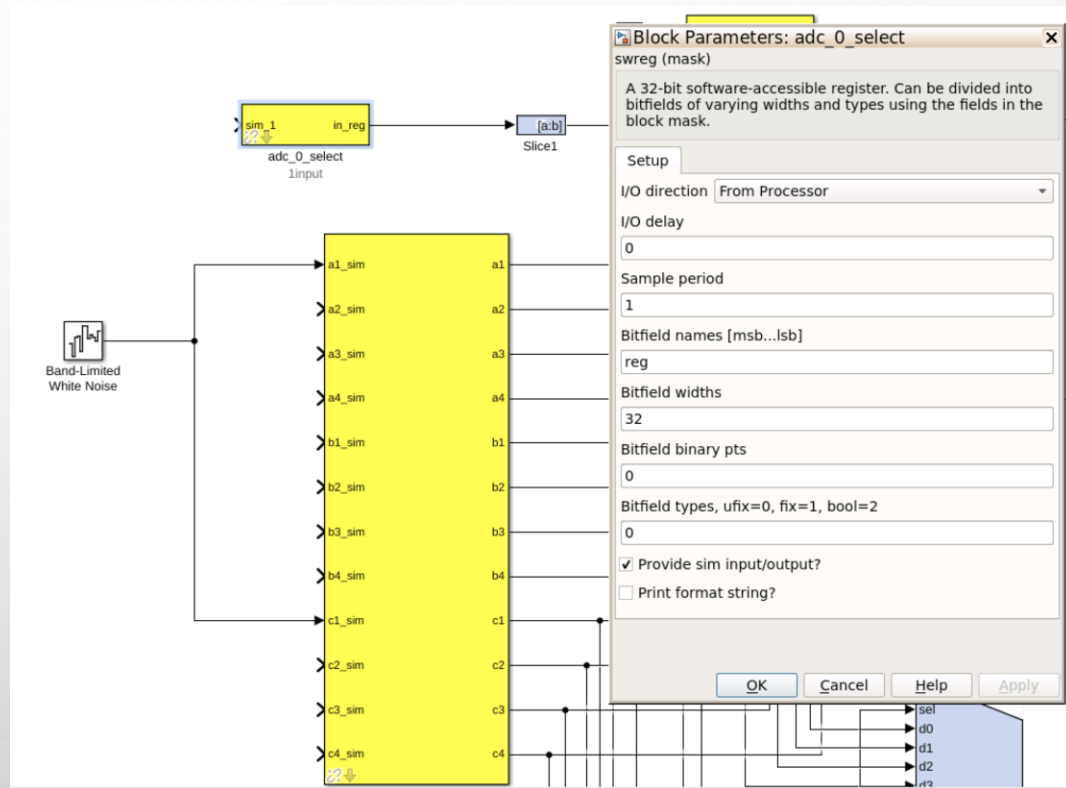 Block Parameters: adc_0_select
swreg (mask)
A 32-bit software-accessible register. Can be divided into
bitfields of varying widths and types using the fields in the
block mask.
Setup
I/O direction From Processor
I/O delay
0
Sample period
1
Bitfield names [msb...lsb]
reg
Bitfield widths
32
Bitfield binary pts
0
Bitfield types, ufix=0, fix=1, bool=2
0
Provide sim input/output?
Print format string?
OK Cancel Help Apply
sim_1 in_reg
adc_0_select
1input
[a:b]
Slice1
Band-Limited
White Noise
a1_sim a1
a2_sim a2
a3_sim a3
a4_sim a4
b1_sim b1
b2_sim b2
b3_sim b3
b4_sim b4
c1_sim c1
c2_sim c2
c3_sim c3
c4_sim c4
sel
d0
d1
d2
d3